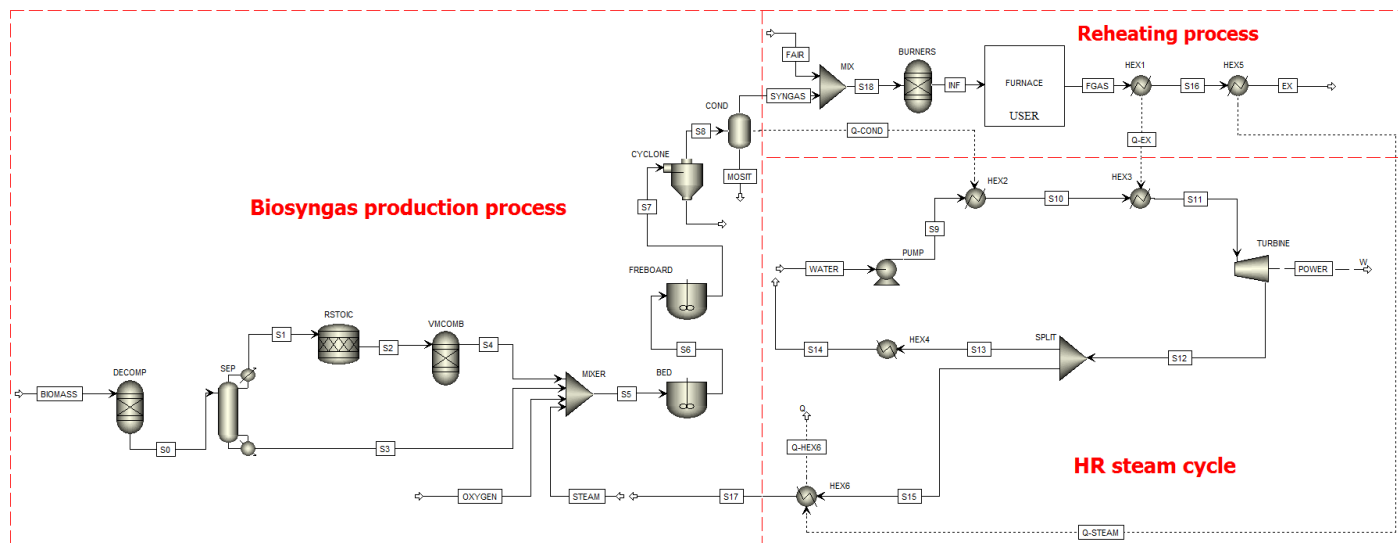 Reheating process
FAIR
MIX
BURNERS
HEX1
HEX5
S18
INF
FURNACE
USER
FGAS
S16
EX
SYNGAS
COND
S8
Q-COND
Q-EX
CYCLONE
MOSIT
S7
Biosyngas production process
HEX2
HEX3
S10
S11
S9
PUMP
WATER
TURBINE
POWER
W
FREBOARD
S6
BED
RSTOIC
S1
S2
VMCOMB
S4
SEP
DECOMP
BIOMASS
S0
S3
MIXER
S5
OXYGEN
STEAM
S17
HEX4
S14
S13
SPLIT
S12
Q
Q-HEX6
HEX6
S15
HR steam cycle
Q-STEAM